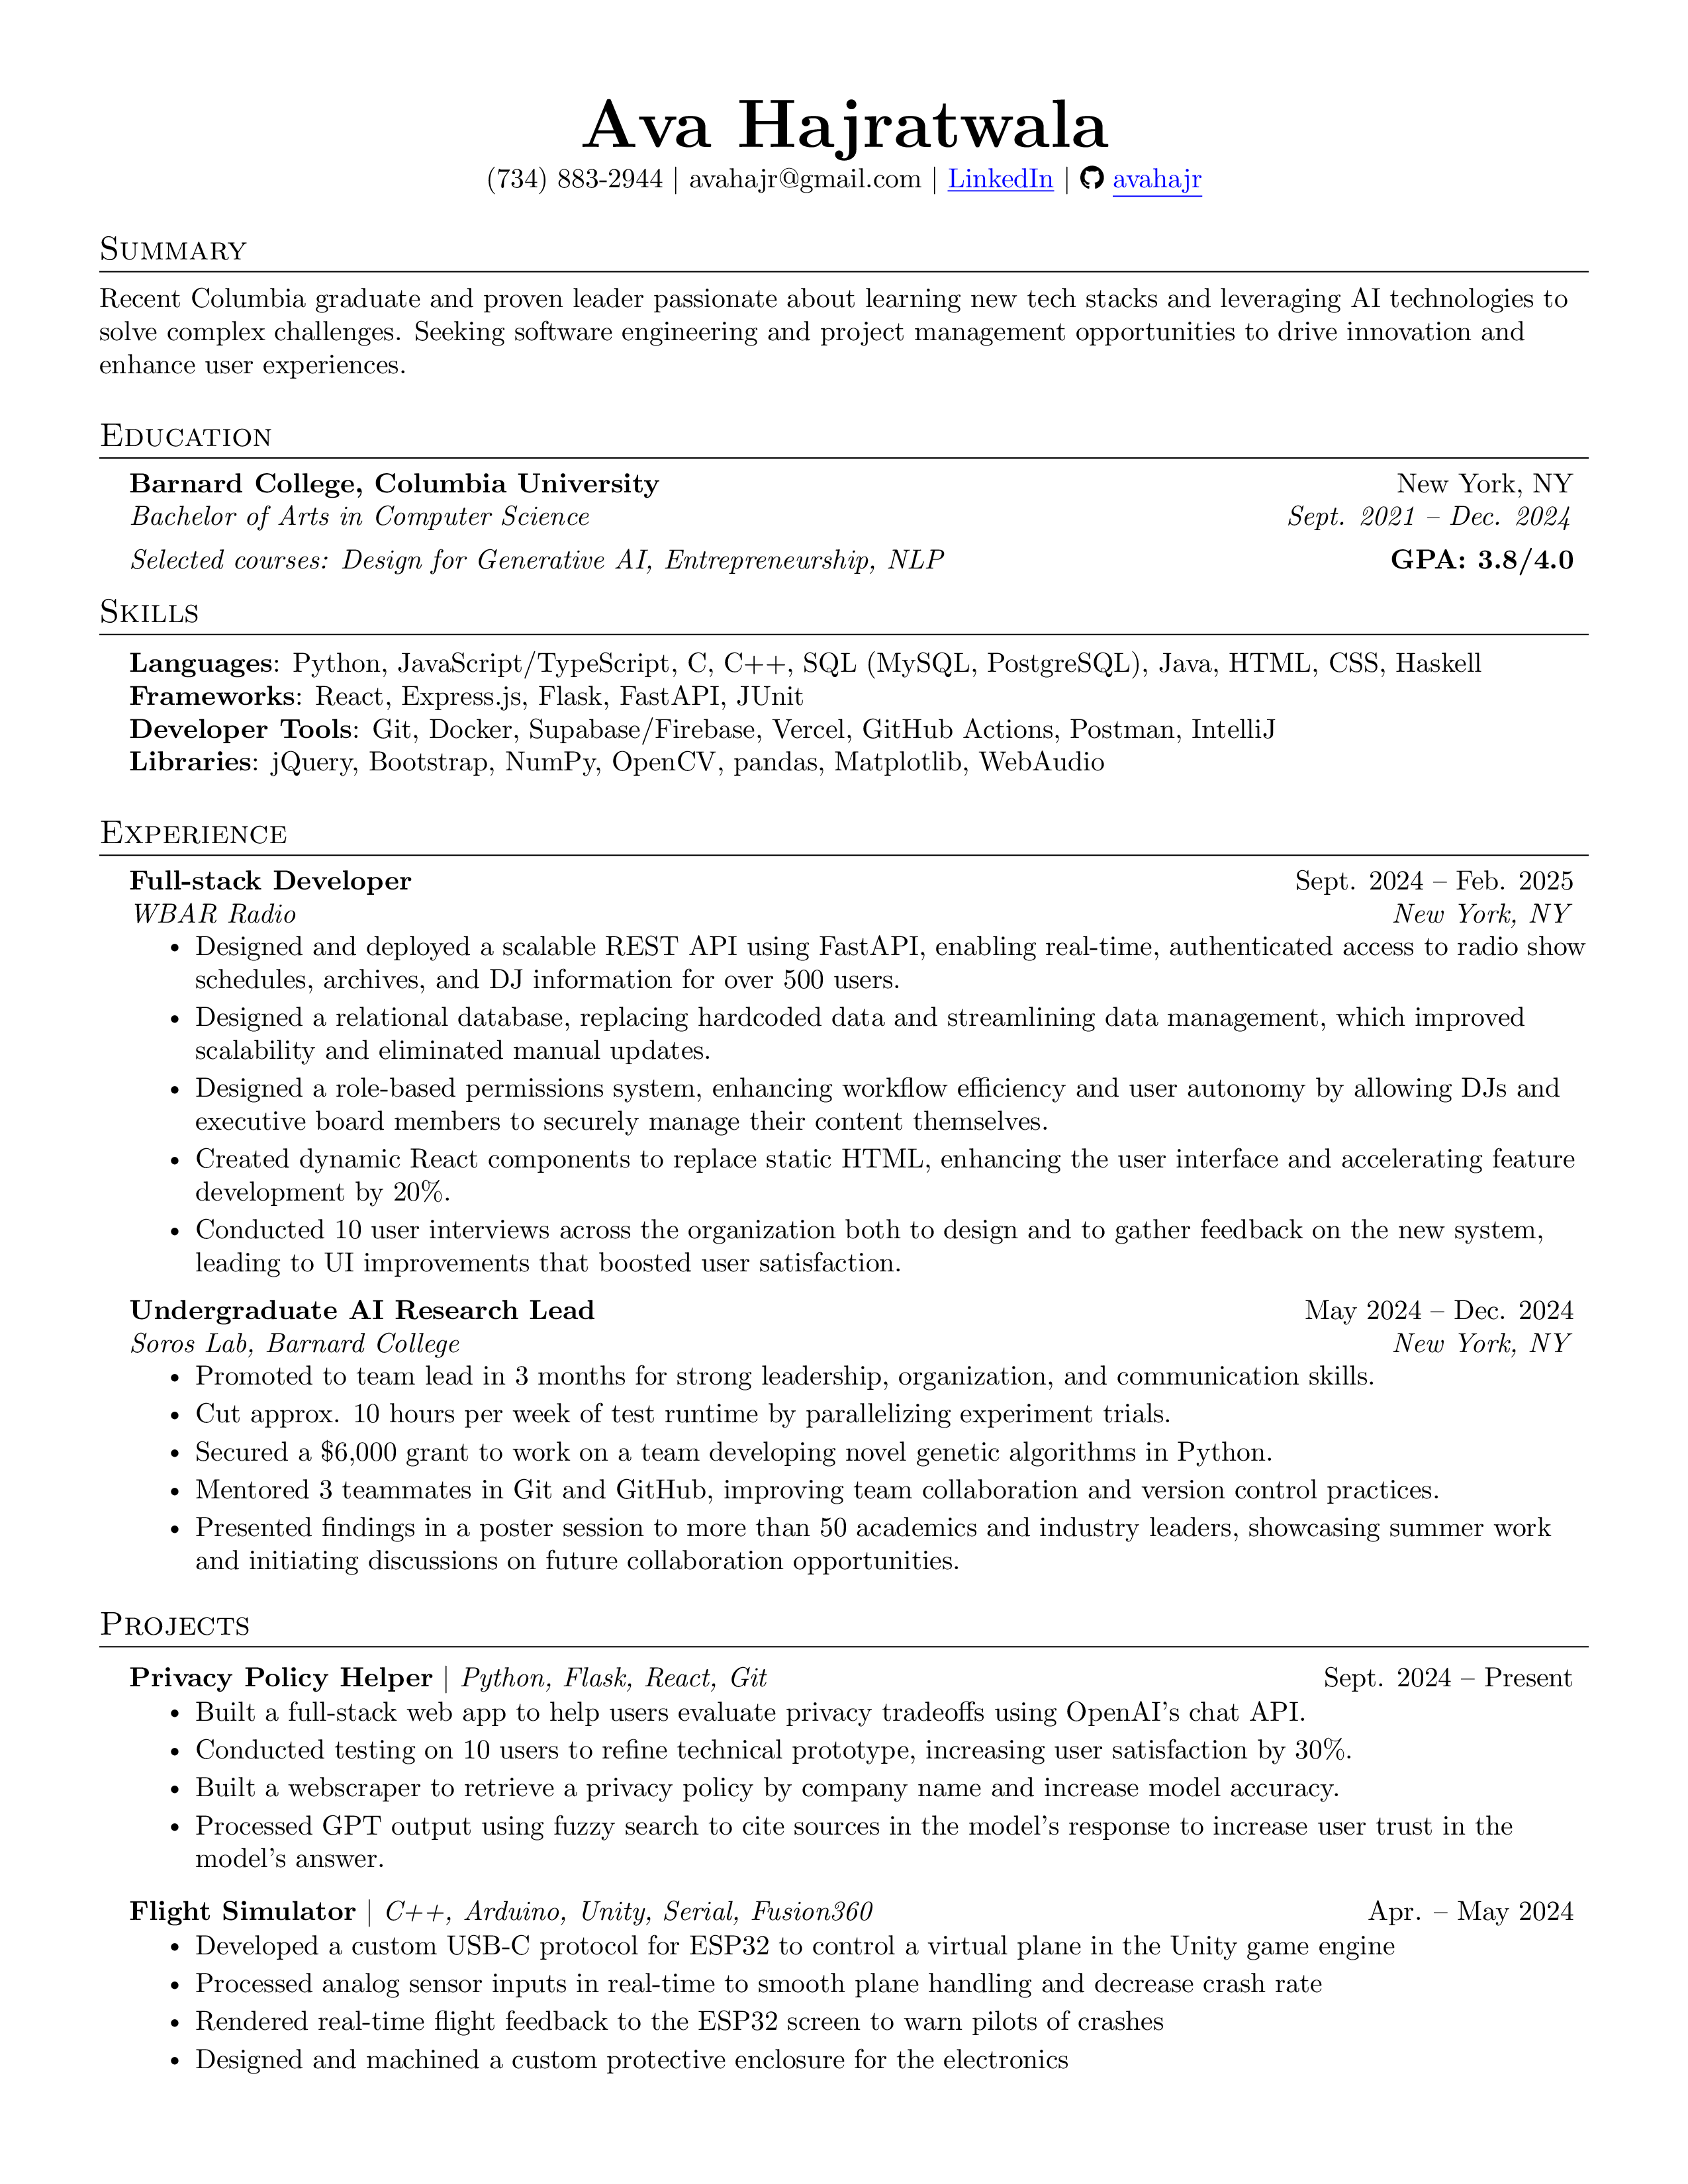 Ava Hajratwala
(734) 883-2944 | avahajr@gmail.com | LinkedIn | avahajr
Summary
Recent Columbia graduate and proven leader passionate about learning new tech stacks and leveraging AI technologies to
solve complex challenges. Seeking software engineering and project management opportunities to drive innovation and
enhance user experiences.
Education
Barnard College, Columbia University New York, NY
Bachelor of Arts in Computer Science Sept. 2021 – Dec. 2024
Selected courses: Design for Generative AI, Entrepreneurship, NLP GPA: 3.8/4.0
Skills
Languages: Python, JavaScript/TypeScript, C, C++, SQL (MySQL, PostgreSQL), Java, HTML, CSS, Haskell
Frameworks: React, Express.js, Flask, FastAPI, JUnit
Developer Tools: Git, Docker, Supabase/Firebase, Vercel, GitHub Actions, Postman, IntelliJ
Libraries: jQuery, Bootstrap, NumPy, OpenCV, pandas, Matplotlib, WebAudio
Experience
Full-stack Developer Sept. 2024 – Feb. 2025
WBAR Radio New York, NY
• Designed and deployed a scalable REST API using FastAPI, enabling real-time, authenticated access to radio show
schedules, archives, and DJ information for over 500 users.
• Designed a relational database, replacing hardcoded data and streamlining data management, which improved
scalability and eliminated manual updates.
• Designed a role-based permissions system, enhancing workflow efficiency and user autonomy by allowing DJs and
executive board members to securely manage their content themselves.
• Created dynamic React components to replace static HTML, enhancing the user interface and accelerating feature
development by 20%.
• Conducted 10 user interviews across the organization both to design and to gather feedback on the new system,
leading to UI improvements that boosted user satisfaction.
Undergraduate AI Research Lead May 2024 – Dec. 2024
Soros Lab, Barnard College New York, NY
• Promoted to team lead in 3 months for strong leadership, organization, and communication skills.
• Cut approx. 10 hours per week of test runtime by parallelizing experiment trials.
• Secured a $6,000 grant to work on a team developing novel genetic algorithms in Python.
• Mentored 3 teammates in Git and GitHub, improving team collaboration and version control practices.
• Presented findings in a poster session to more than 50 academics and industry leaders, showcasing summer work
and initiating discussions on future collaboration opportunities.
Projects
Privacy Policy Helper | Python, Flask, React, Git Sept. 2024 – Present
• Built a full-stack web app to help users evaluate privacy tradeoffs using OpenAI's chat API.
• Conducted testing on 10 users to refine technical prototype, increasing user satisfaction by 30%.
• Built a webscraper to retrieve a privacy policy by company name and increase model accuracy.
• Processed GPT output using fuzzy search to cite sources in the model's response to increase user trust in the
model's answer.
Flight Simulator | C++, Arduino, Unity, Serial, Fusion360 Apr. – May 2024
• Developed a custom USB-C protocol for ESP32 to control a virtual plane in the Unity game engine
• Processed analog sensor inputs in real-time to smooth plane handling and decrease crash rate
• Rendered real-time flight feedback to the ESP32 screen to warn pilots of crashes
• Designed and machined a custom protective enclosure for the electronics